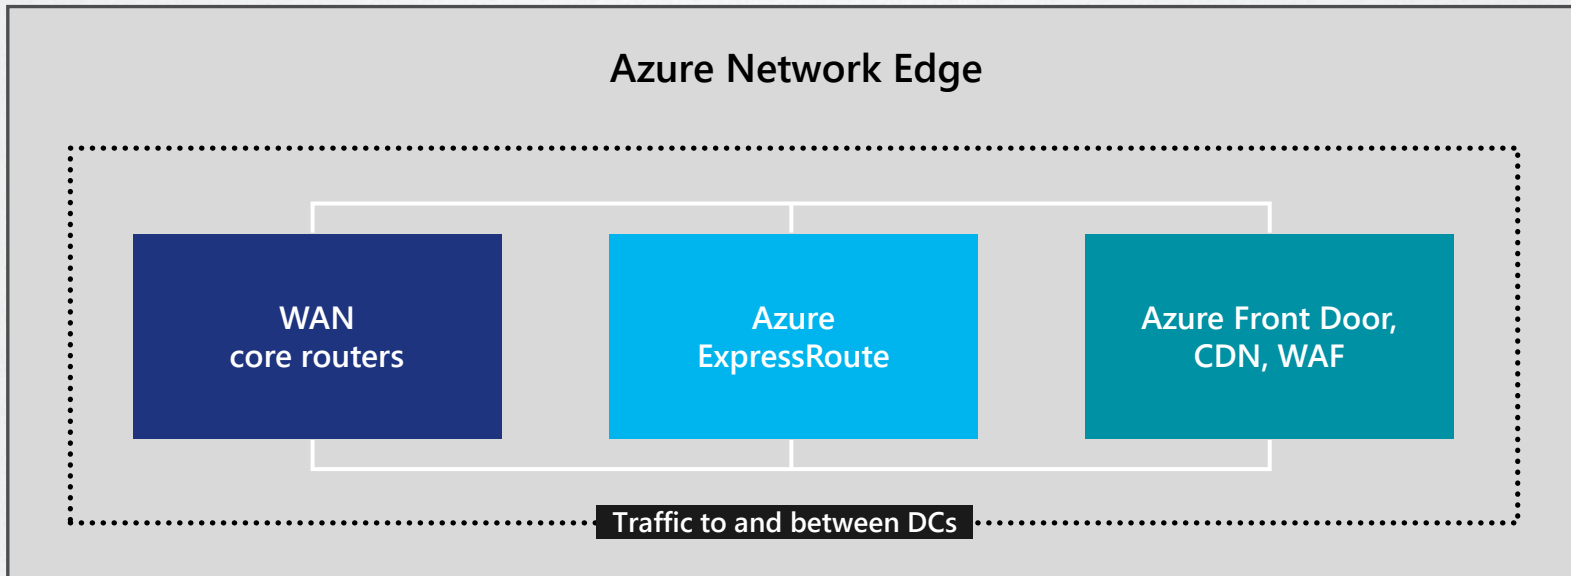 Azure Network Edge
WAN
core routers
Azure
ExpressRoute
Azure Front Door,
CDN, WAF
Traffic to and between DCs